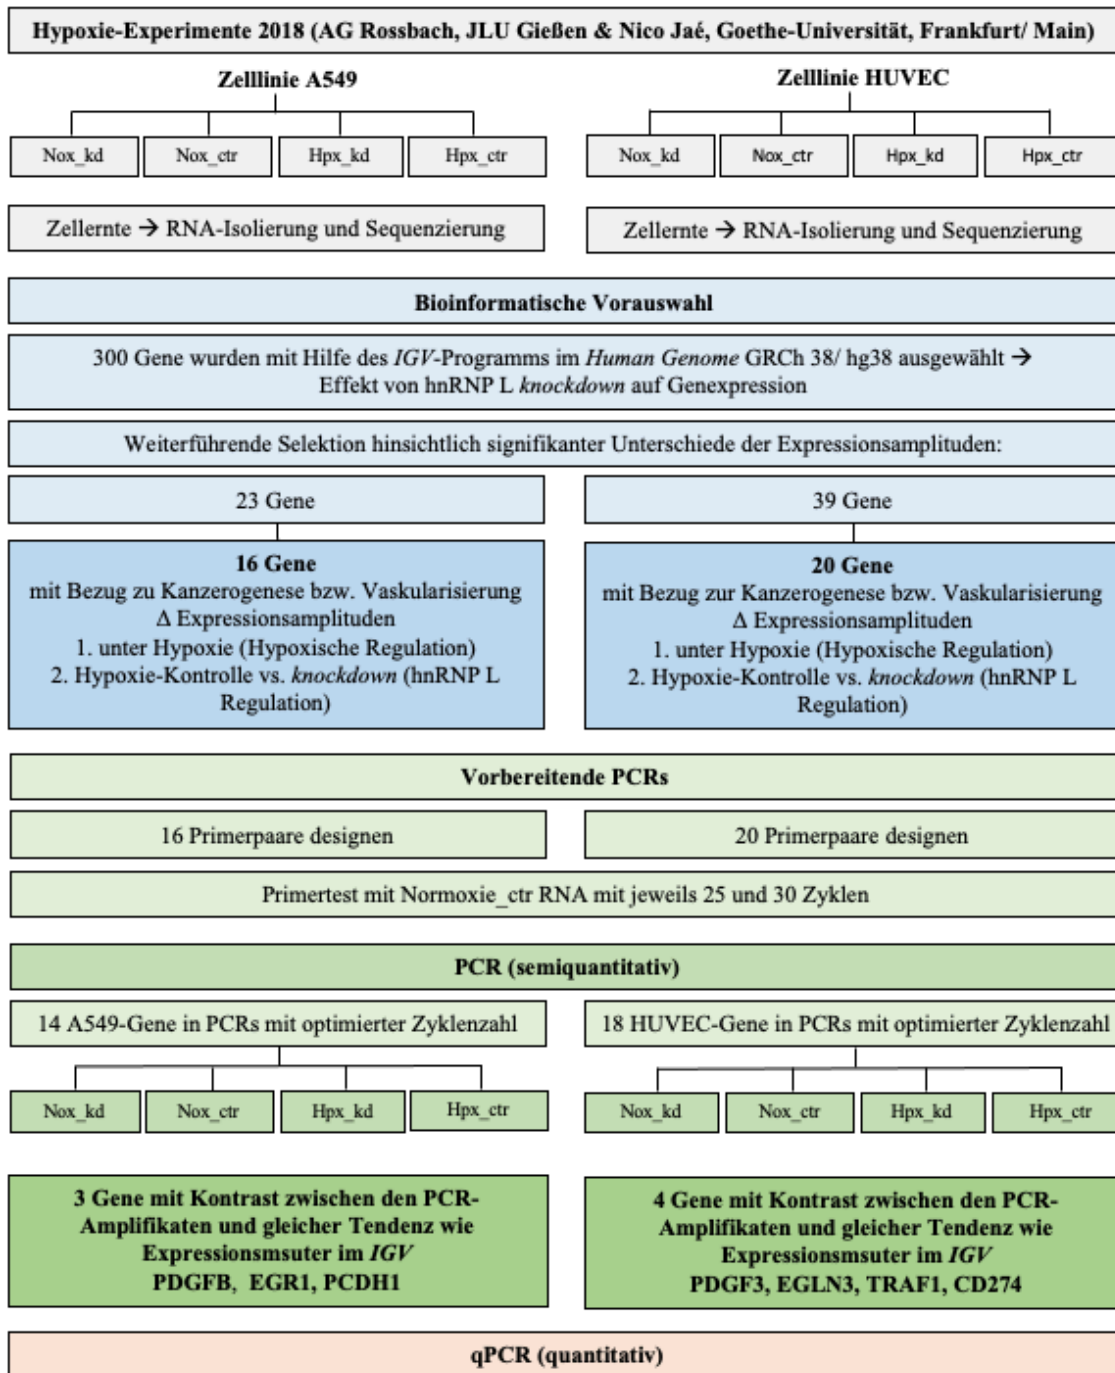 Hypoxie-Experimente 2018 (AG Rossbach, JLU Gießen & Nico Jaé, Goethe-Universität, Frankfurt/ Main)
Zelllinie A549
Nox_kd
Nox_ctr
Hpx_kd
Hpx_ctr
Zellernte → RNA-Isolierung und Sequenzierung
Zelllinie HUVEC
Nox_kd
Nox_ctr
Hpx_kd
Hpx_ctr
Zellernte → RNA-Isolierung und Sequenzierung
Bioinformatische Vorauswahl
300 Gene wurden mit Hilfe des IGV-Programms im Human Genome GRCh 38/ hg38 ausgewählt →
Effekt von hnRNP L knockdown auf Genexpression
Weiterführende Selektion hinsichtlich signifikanter Unterschiede der Expressionsamplituden:
23 Gene
16 Gene
mit Bezug zu Kanzerogenese bzw. Vaskularisierung
Δ Expressionsamplituden
1. unter Hypoxie (Hypoxische Regulation)
2. Hypoxie-Kontrolle vs. knockdown (hnRNP L
Regulation)
39 Gene
20 Gene
mit Bezug zur Kanzerogenese bzw. Vaskularisierung
Δ Expressionsamplituden
1. unter Hypoxie (Hypoxische Regulation)
2. Hypoxie-Kontrolle vs. knockdown (hnRNP L
Regulation)
Vorbereitende PCRs
16 Primerpaare designen
20 Primerpaare designen
Primertest mit Normoxie_ctr RNA mit jeweils 25 und 30 Zyklen
PCR (semiquantitativ)
14 A549-Gene in PCRs mit optimierter Zyklenzahl
Nox_kd
Nox_ctr
Hpx_kd
Hpx_ctr
18 HUVEC-Gene in PCRs mit optimierter Zyklenzahl
Nox_kd
Nox_ctr
Hpx_kd
Hpx_ctr
3 Gene mit Kontrast zwischen den PCR-
Amplifikaten und gleicher Tendenz wie
Expressionsmsuter im IGV
PDGFB, EGR1, PCDH1
4 Gene mit Kontrast zwischen den PCR-
Amplifikaten und gleicher Tendenz wie
Expressionsmsuter im IGV
PDGF3, EGLN3, TRAF1, CD274
qPCR (quantitativ)